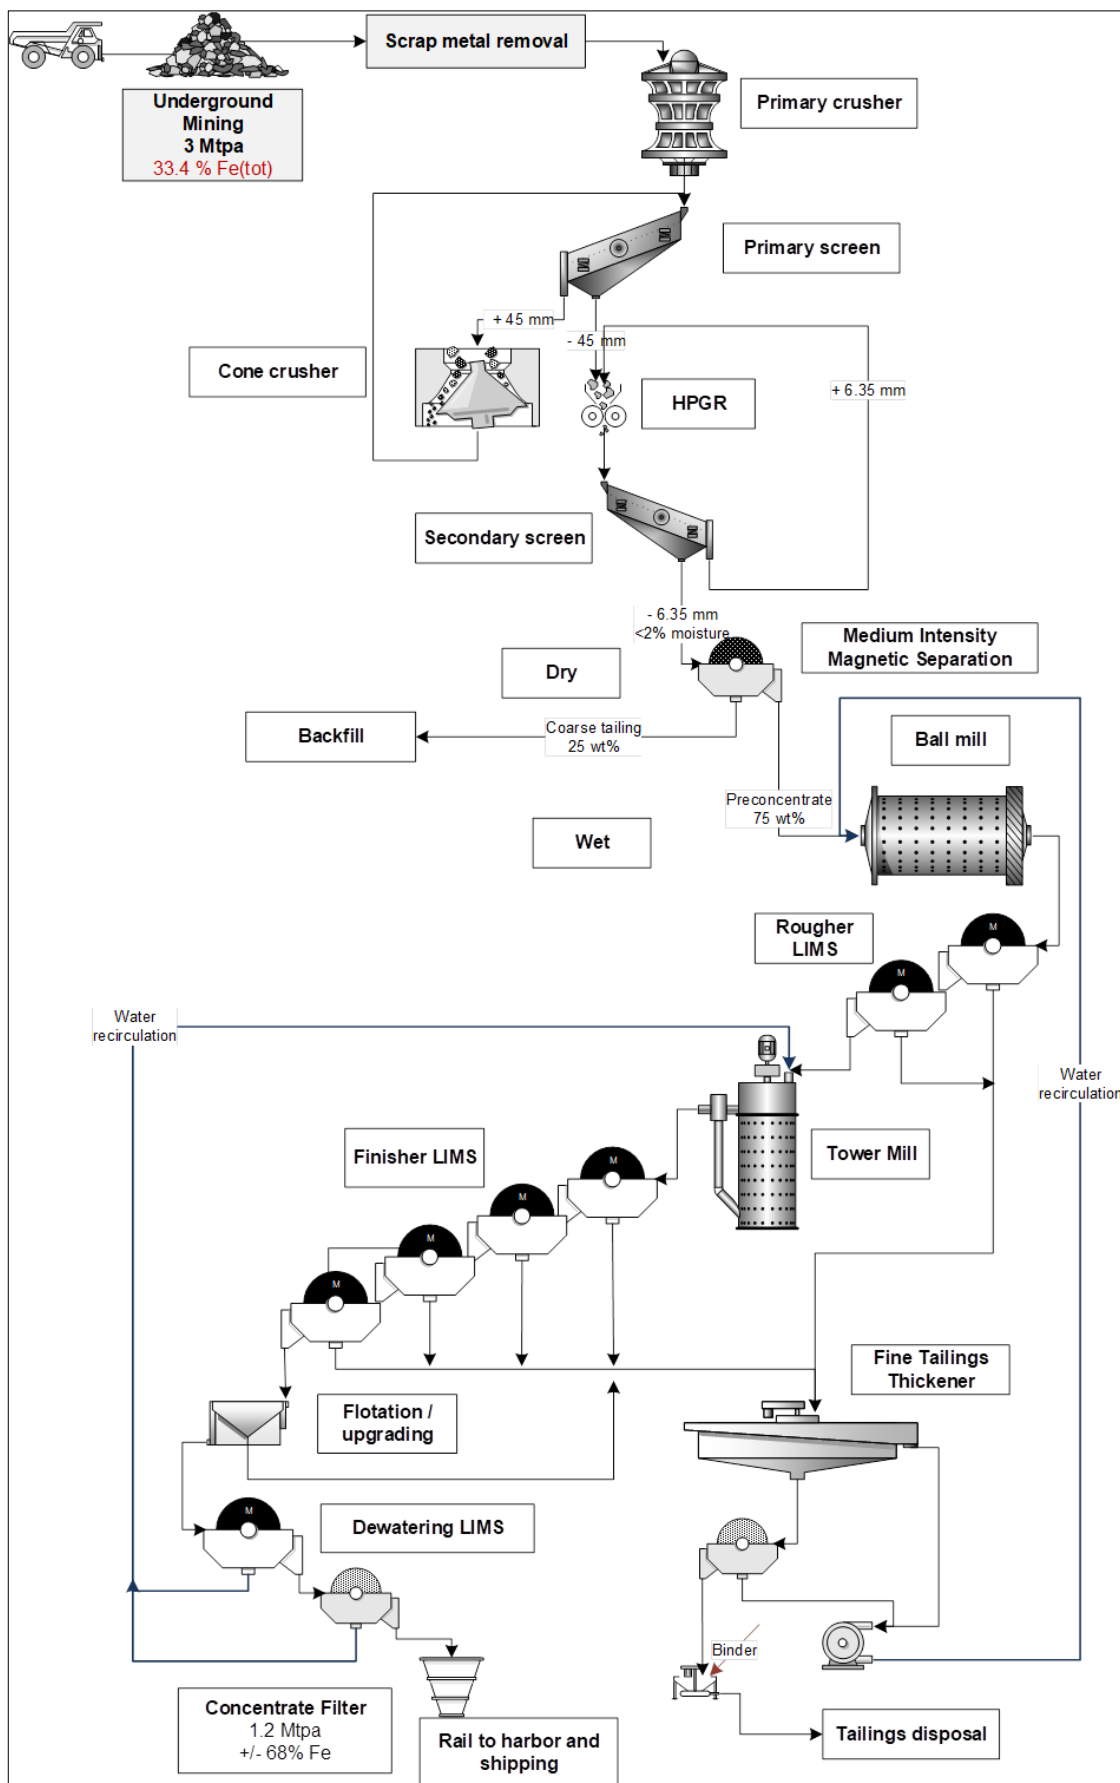 Scrap metal removal
Underground
Mining
3 Mtpa
33.4 % Fe(tot)
Primary crusher
Primary screen
+ 45 mm
- 45 mm
Cone crusher
HPGR
+ 6.35 mm
Secondary screen
- 6.35 mm
<2% moisture
Medium Intensity
Magnetic Separation
Dry
Backfill
Coarse tailing
25 wt%
Ball mill
Preconcentrate
75 wt%
Wet
Rougher
LIMS
M
M
Water
recirculation
Water
recirculation
Tower Mill
Finisher LIMS
M
M
M
M
Fine Tailings
Thickener
Flotation /
upgrading
M
Dewatering LIMS
Binder
Concentrate Filter
1.2 Mtpa
+/- 68% Fe
Rail to harbor and
shipping
Tailings disposal